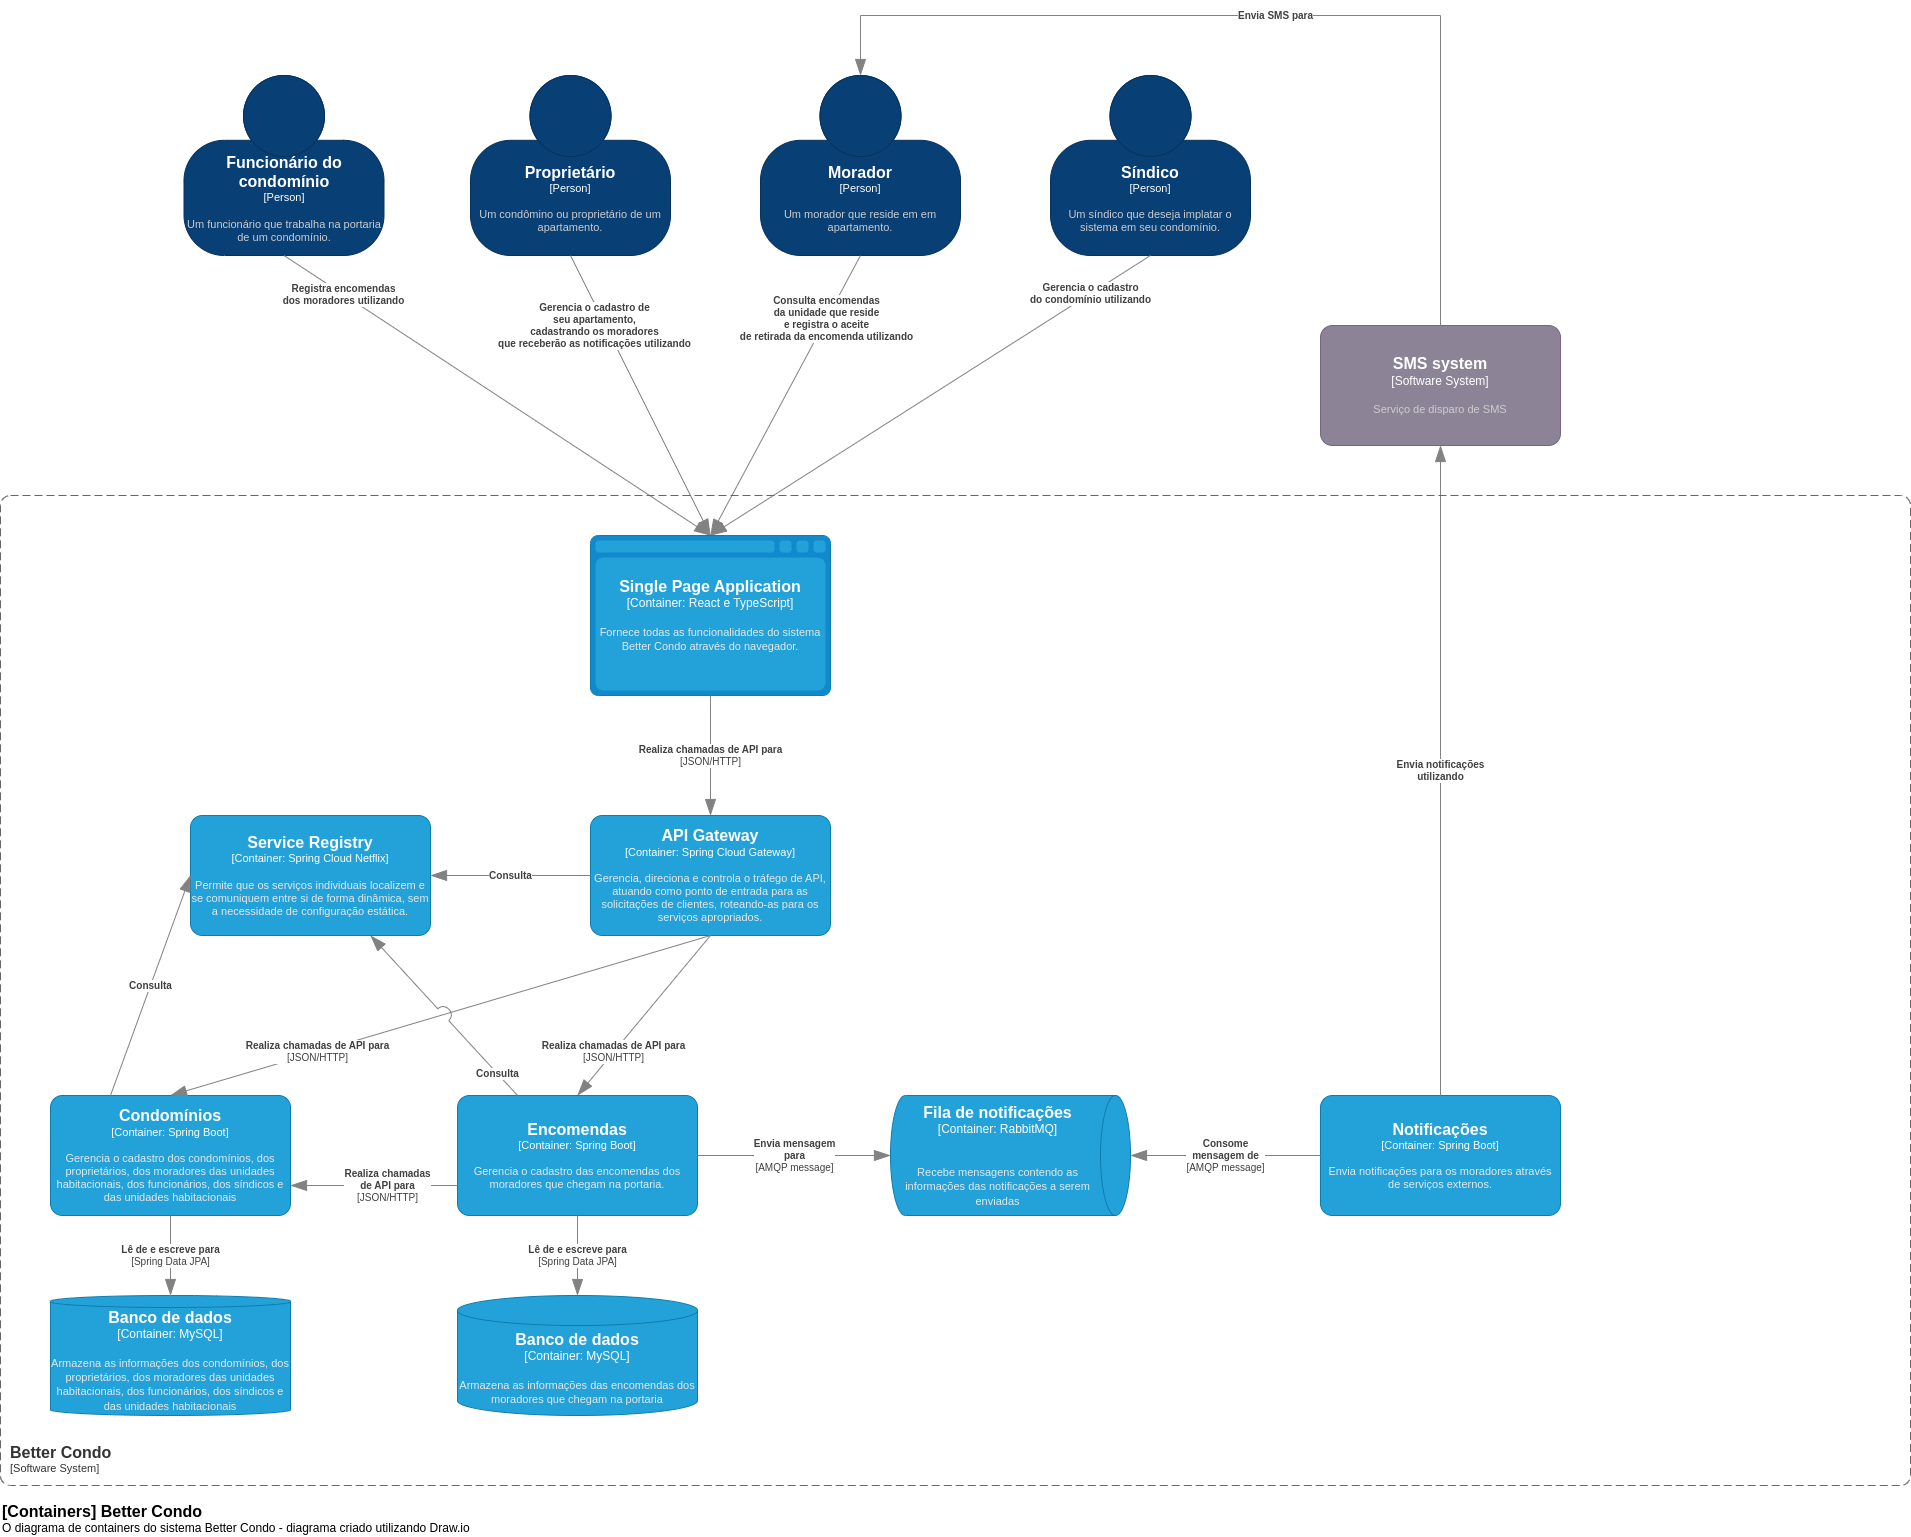 Envia SMS para
Funcionário do
condomínio
[Person]
Um funcionário que trabalha na portaria
de um condomínio.
Proprietário
[Person]
Um condômino ou proprietário de um
apartamento.
Morador
[Person]
Um morador que reside em em
apartamento.
Síndico
[Person]
Um síndico que deseja implatar o
sistema em seu condomínio.
Registra encomendas
dos moradores utilizando
Gerencia o cadastro de
seu apartamento,
cadastrando os moradores
que receberão as notificações utilizando
Consulta encomendas
da unidade que reside
e registra o aceite
de retirada da encomenda utilizando
Gerencia o cadastro
do condomínio utilizando
SMS system
[Software System]
Serviço de disparo de SMS
Single Page Application
[Container: React e TypeScript]
Fornece todas as funcionalidades do sistema
Better Condo através do navegador.
Realiza chamadas de API para
[JSON/HTTP]
Envia notificações
utilizando
Service Registry
[Container: Spring Cloud Netflix]
Permite que os serviços individuais localizem e
se comuniquem entre si de forma dinâmica, sem
a necessidade de configuração estática.
Consulta
API Gateway
[Container: Spring Cloud Gateway]
Gerencia, direciona e controla o tráfego de API,
atuando como ponto de entrada para as
solicitações de clientes, roteando-as para os
serviços apropriados.
Consulta
Realiza chamadas de API para
[JSON/HTTP]
Consulta
Realiza chamadas de API para
[JSON/HTTP]
Condomínios
[Container: Spring Boot]
Gerencia o cadastro dos condomínios, dos
proprietários, dos moradores das unidades
habitacionais, dos funcionários, dos síndicos e
das unidades habitacionais
Realiza chamadas
de API para
[JSON/HTTP]
Encomendas
[Container: Spring Boot]
Gerencia o cadastro das encomendas dos
moradores que chegam na portaria.
Envia mensagem
para
[AMQP message]
Fila de notificações
[Container: RabbitMQ]
Recebe mensagens contendo as
informações das notificações a serem
enviadas
Consome
mensagem de
[AMQP message]
Notificações
[Container: Spring Boot]
Envia notificações para os moradores através
de serviços externos.
Lê de e escreve para
[Spring Data JPA]
Lê de e escreve para
[Spring Data JPA]
Banco de dados
[Container: MySQL]
Armazena as informações dos condomínios, dos
proprietários, dos moradores das unidades
habitacionais, dos funcionários, dos síndicos e
das unidades habitacionais
Banco de dados
[Container: MySQL]
Armazena as informações das encomendas dos
moradores que chegam na portaria
Better Condo
[Software System]
[Containers] Better Condo
O diagrama de containers do sistema Better Condo - diagrama criado utilizando Draw.io